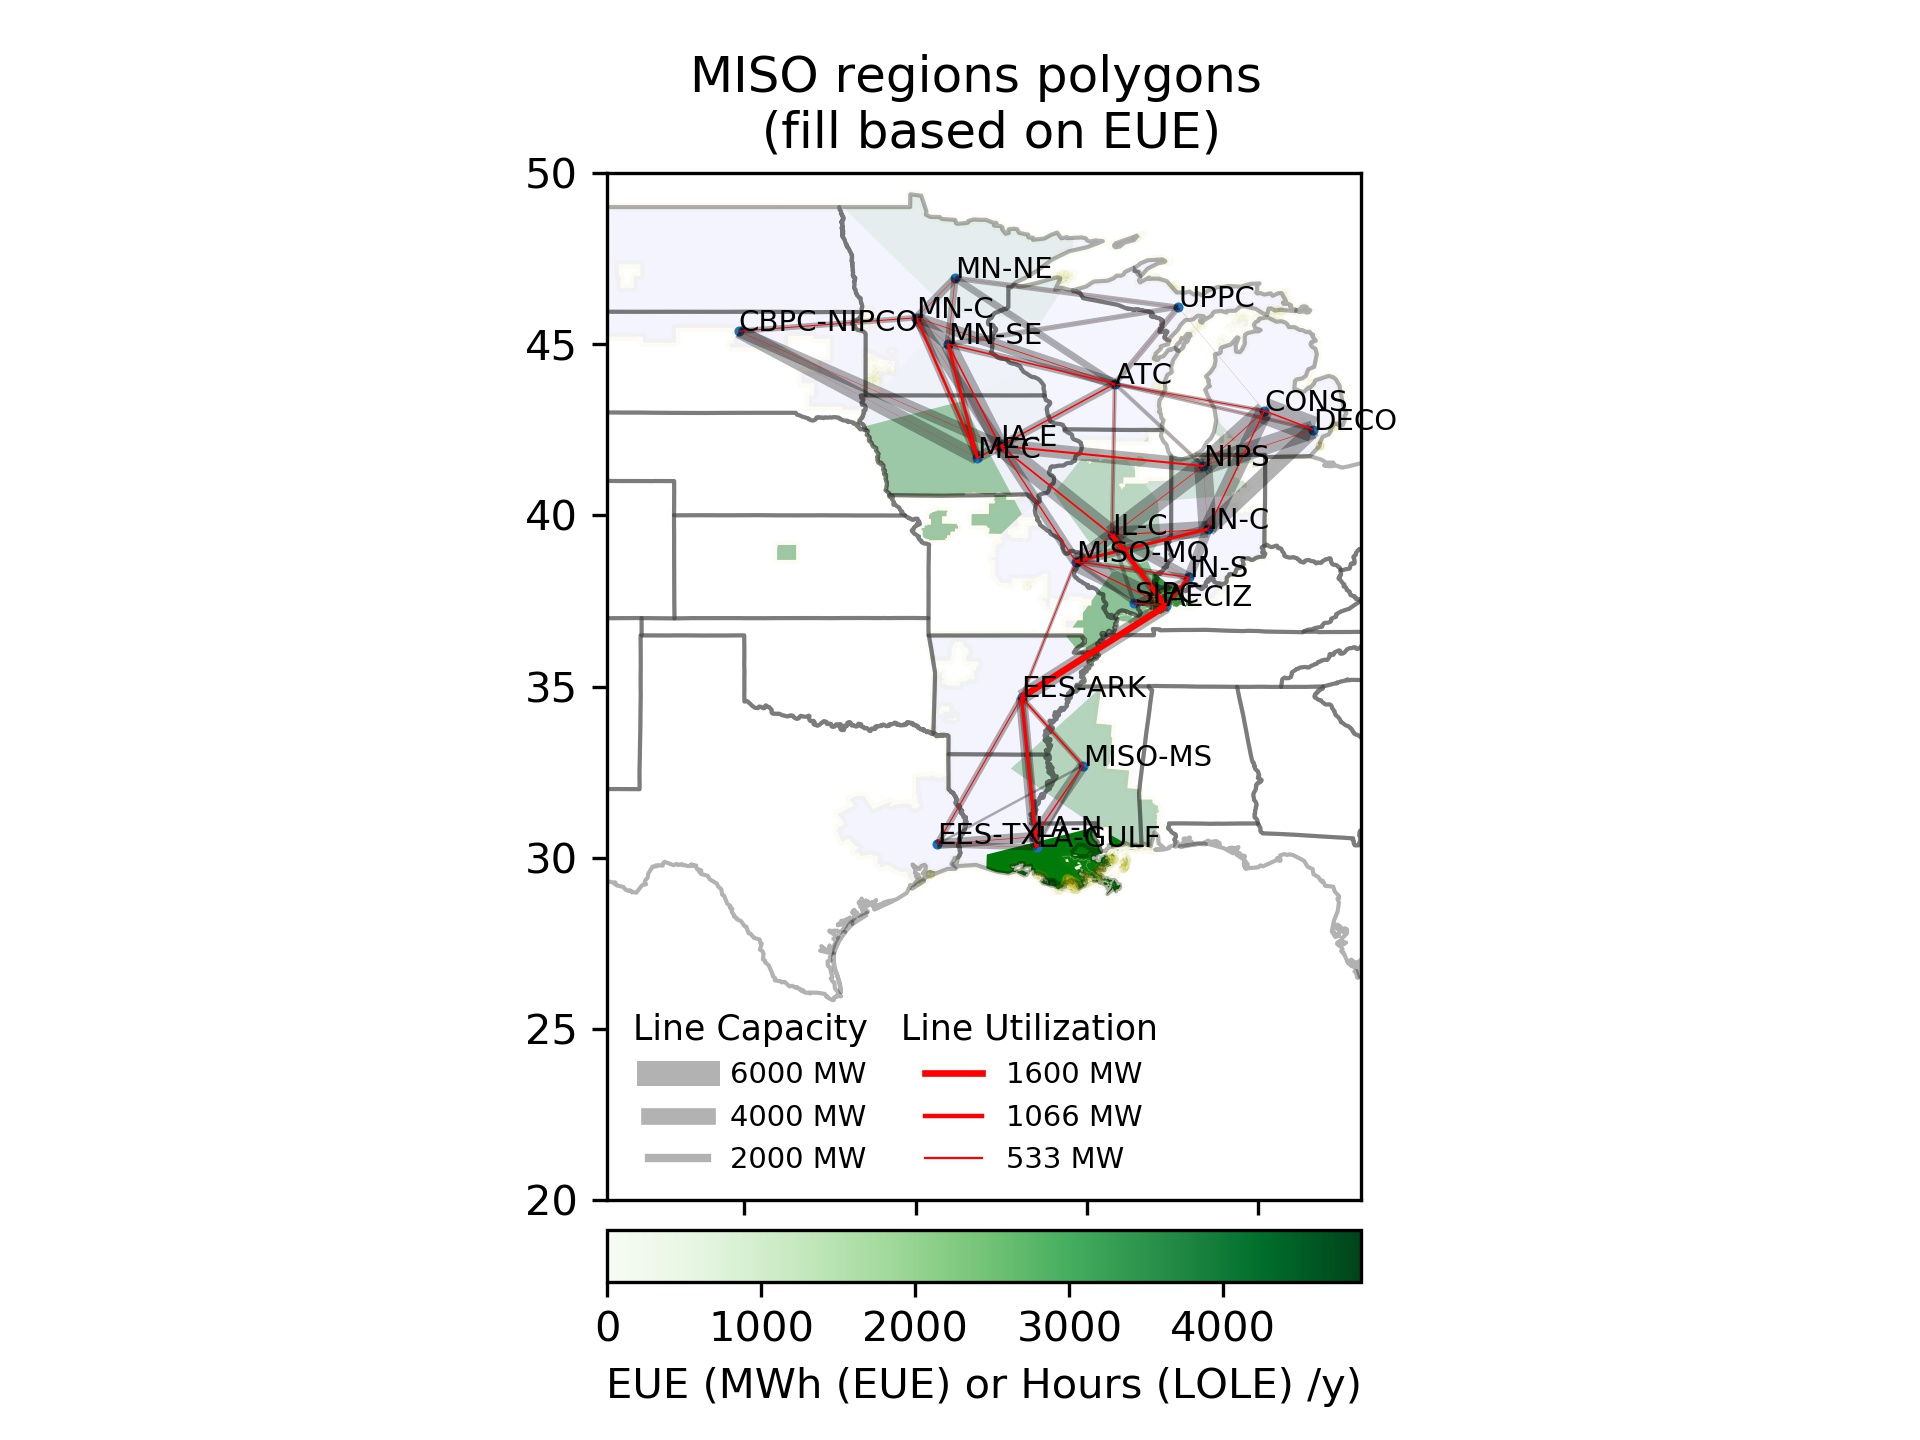 MISO regions polygons
(fill based on EUE)
50
45
40
35
30
25
20
MN-NE
UPPC
MN-C
CBPC-NIPCO
MN-SE
ATC
CONS
DECO
IA-E
MEC
NIPS
IN-C
IL-C
MISO-MO
IN-S
SIPC
AECIZ
EES-ARK
MISO-MS
LA-N
EES-TX
LA-GULF
Line Capacity
6000 MW
4000 MW
2000 MW
Line Utilization
1600 MW
1066 MW
533 MW
0 1000 2000 3000 4000
EUE (MWh (EUE) or Hours (LOLE) /y)